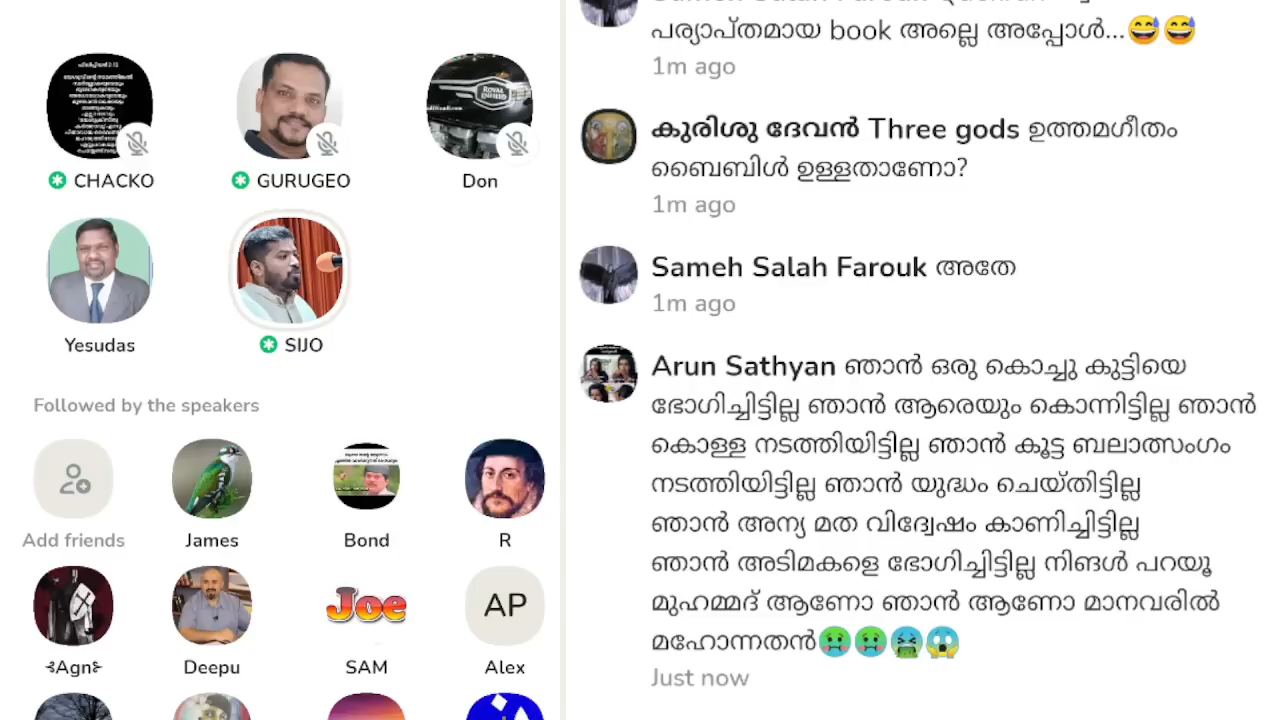 CHACKO
GURUGEO
Don
Yesudas
SIJO
Followed by the speakers
Add friends
James
Bond
R
Joe
AP
Agn
Deepu
SAM
Alex
ROYAL
ENFIELD
പര്യാപ്തമായ book അല്ലെ അപ്പോൾ...😅😅
1m ago
കുരിശു ദേവൻ Three gods ഉത്തമഗീതം
ബൈബിൾ ഉള്ളതാണോ?
1m ago
Sameh Salah Farouk അതേ
1m ago
Arun Sathyan ഞാൻ ഒരു കൊച്ചു കുട്ടിയെ
ഭോഗിച്ചിട്ടില്ല ഞാൻ ആരെയും കൊന്നിട്ടില്ല ഞാൻ
കൊള്ള നടത്തിയിട്ടില്ല ഞാൻ കൂട്ട ബലാത്സംഗം
നടത്തിയിട്ടില്ല ഞാൻ യുദ്ധം ചെയ്തിട്ടില്ല
ഞാൻ അന്യ മത വിദ്വേഷം കാണിച്ചിട്ടില്ല
ഞാൻ അടിമകളെ ഭോഗിച്ചിട്ടില്ല നിങൾ പറയൂ
മുഹമ്മദ് ആണോ ഞാൻ ആണോ മാനവരിൽ
മഹോന്നതൻ🤢🤢🤮😱
Just now